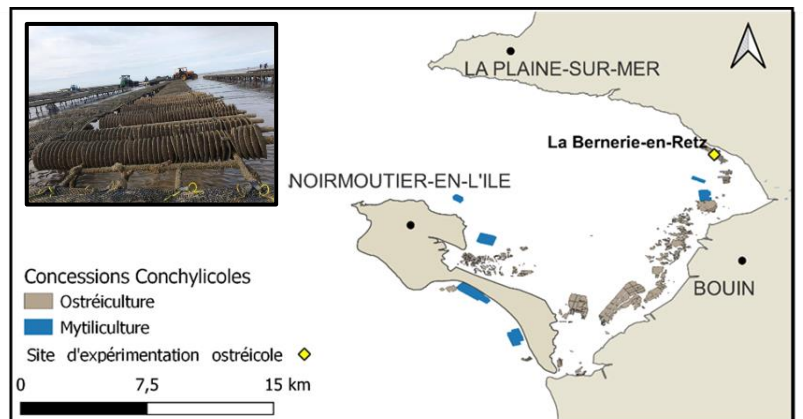 LA PLAINE-SUR-MER
La Bernerie-en-Retz
NOIRMOUTIER-EN-L'ILE
BOUIN
Concessions Conchylicoles
Ostréiculture
Mytiliculture
Site d'expérimentation ostréicole
0 7,5 15 km